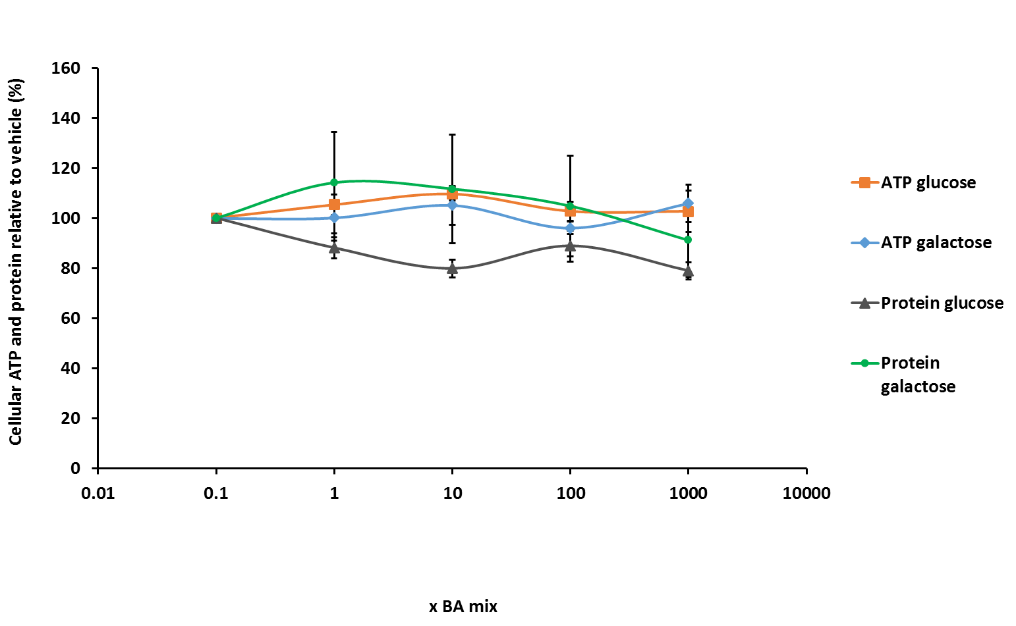 Cellular ATP and protein relative to vehicle (%)
160
140
120
100
80
60
40
20
0
0.01
0.1
1
10
100
1000
10000
x BA mix
ATP glucose
ATP galactose
Protein glucose
Protein
galactose